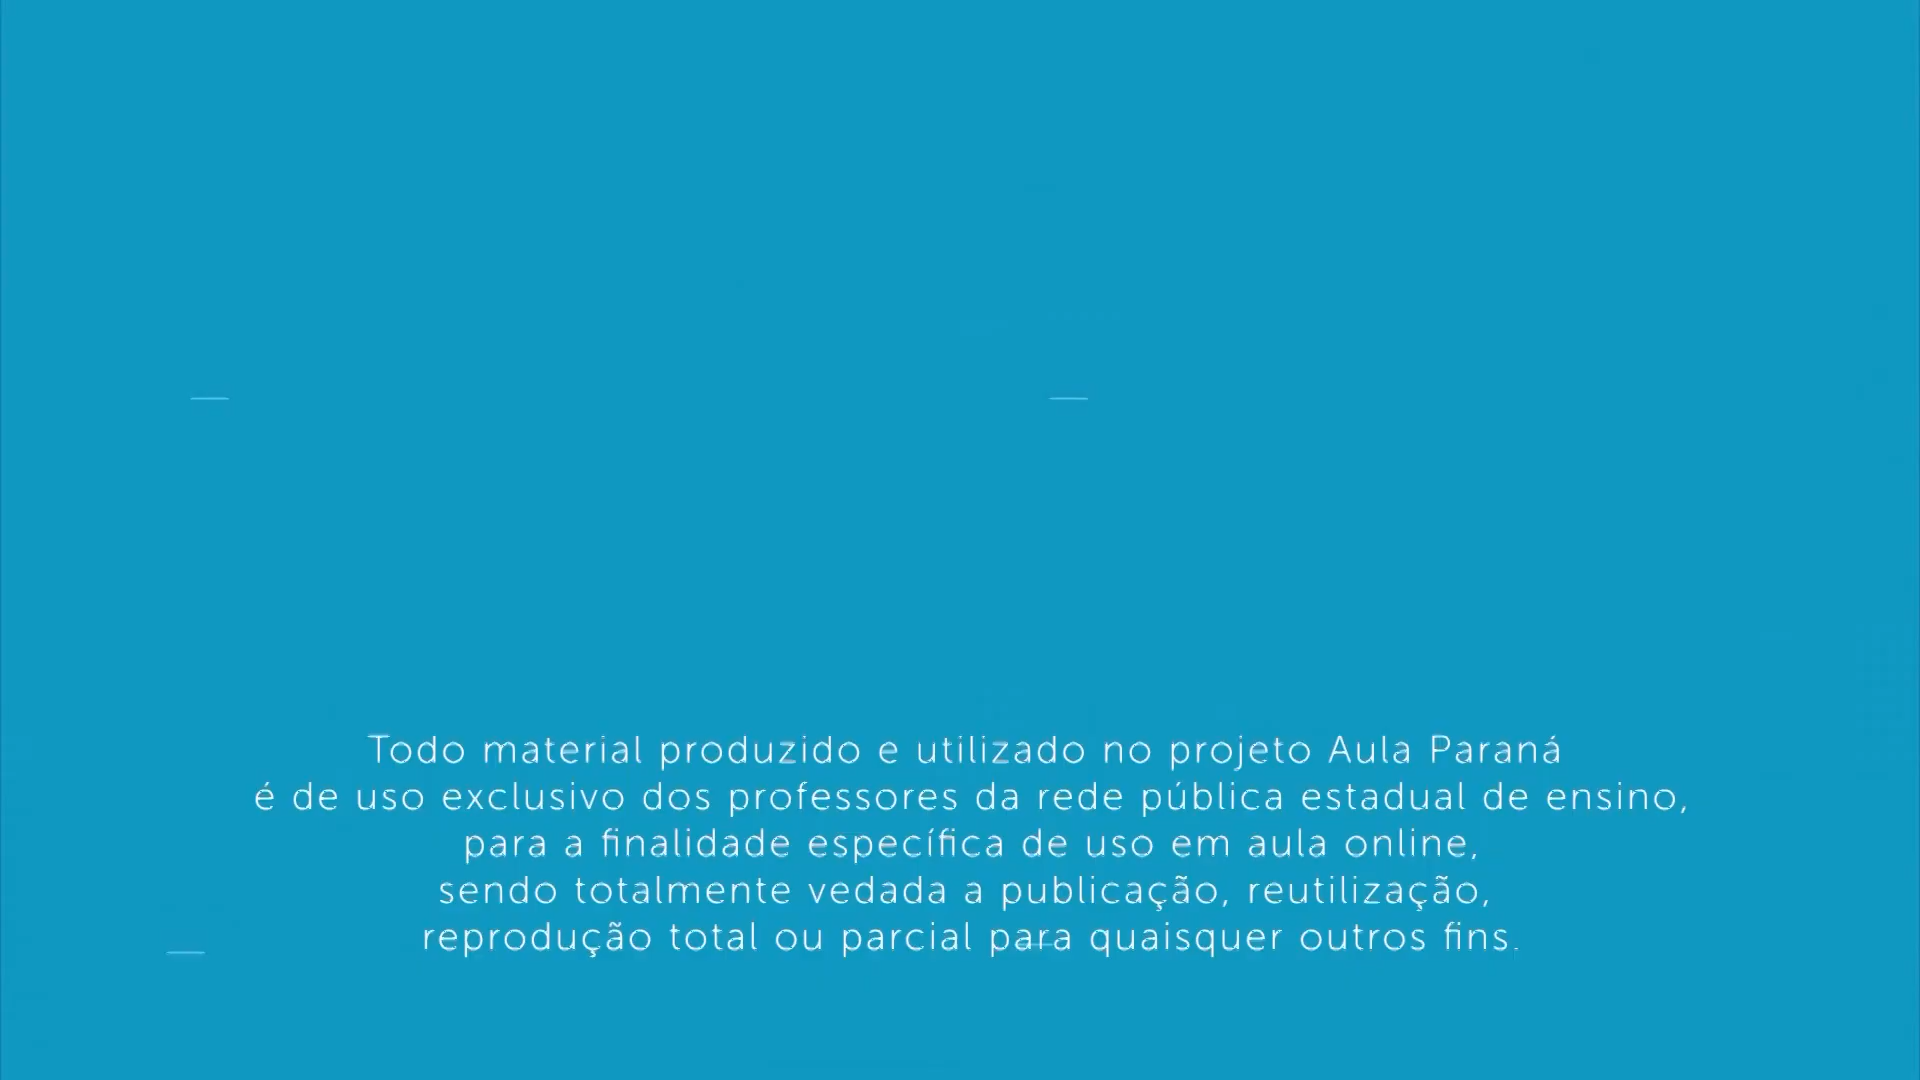 Todo material produzido e utilizado no projeto Aula Paraná
é de uso exclusivo dos professores da rede pública estadual de ensino,
para a finalidade específica de uso em aula online,
sendo totalmente vedada a publicação, reutilização,
reprodução total ou parcial para quaisquer outros fins.